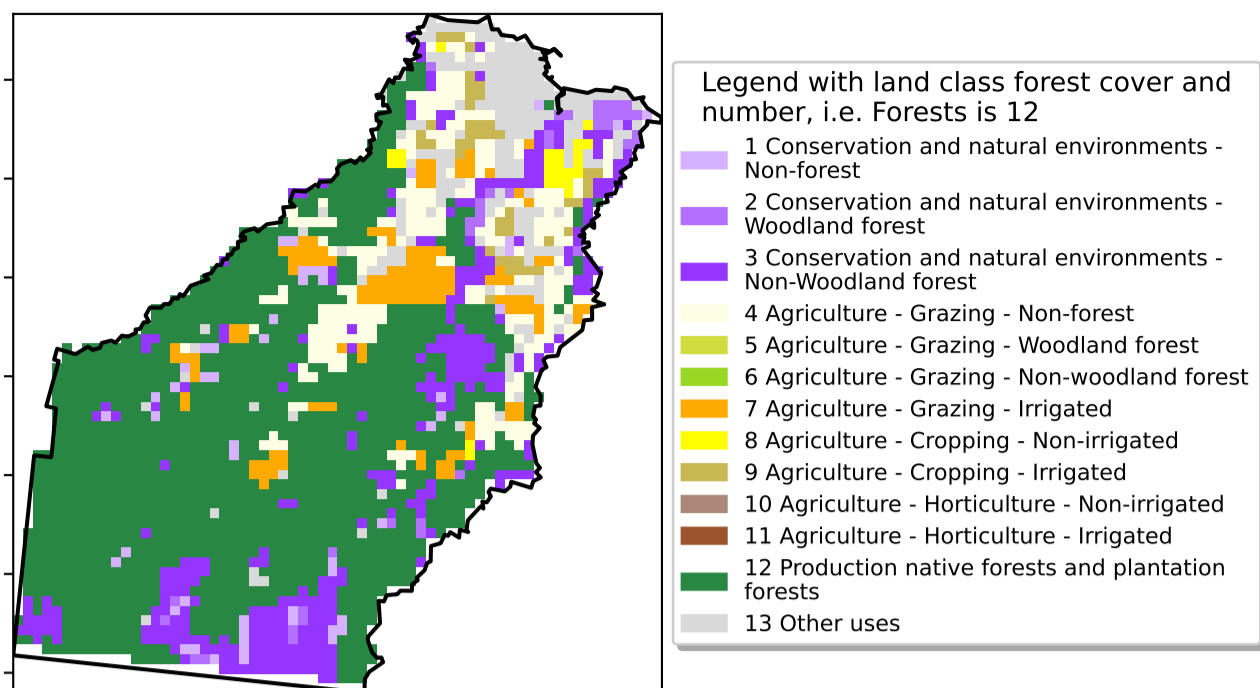 Legend with land class forest cover and
number, i.e. Forests is 12
1 Conservation and natural environments -
Non-forest
2 Conservation and natural environments -
Woodland forest
3 Conservation and natural environments -
Non-Woodland forest
4 Agriculture - Grazing - Non-forest
5 Agriculture - Grazing - Woodland forest
6 Agriculture - Grazing - Non-woodland forest
7 Agriculture - Grazing - Irrigated
8 Agriculture - Cropping - Non-irrigated
9 Agriculture - Cropping - Irrigated
10 Agriculture - Horticulture - Non-irrigated
11 Agriculture - Horticulture - Irrigated
12 Production native forests and plantation
forests
13 Other uses